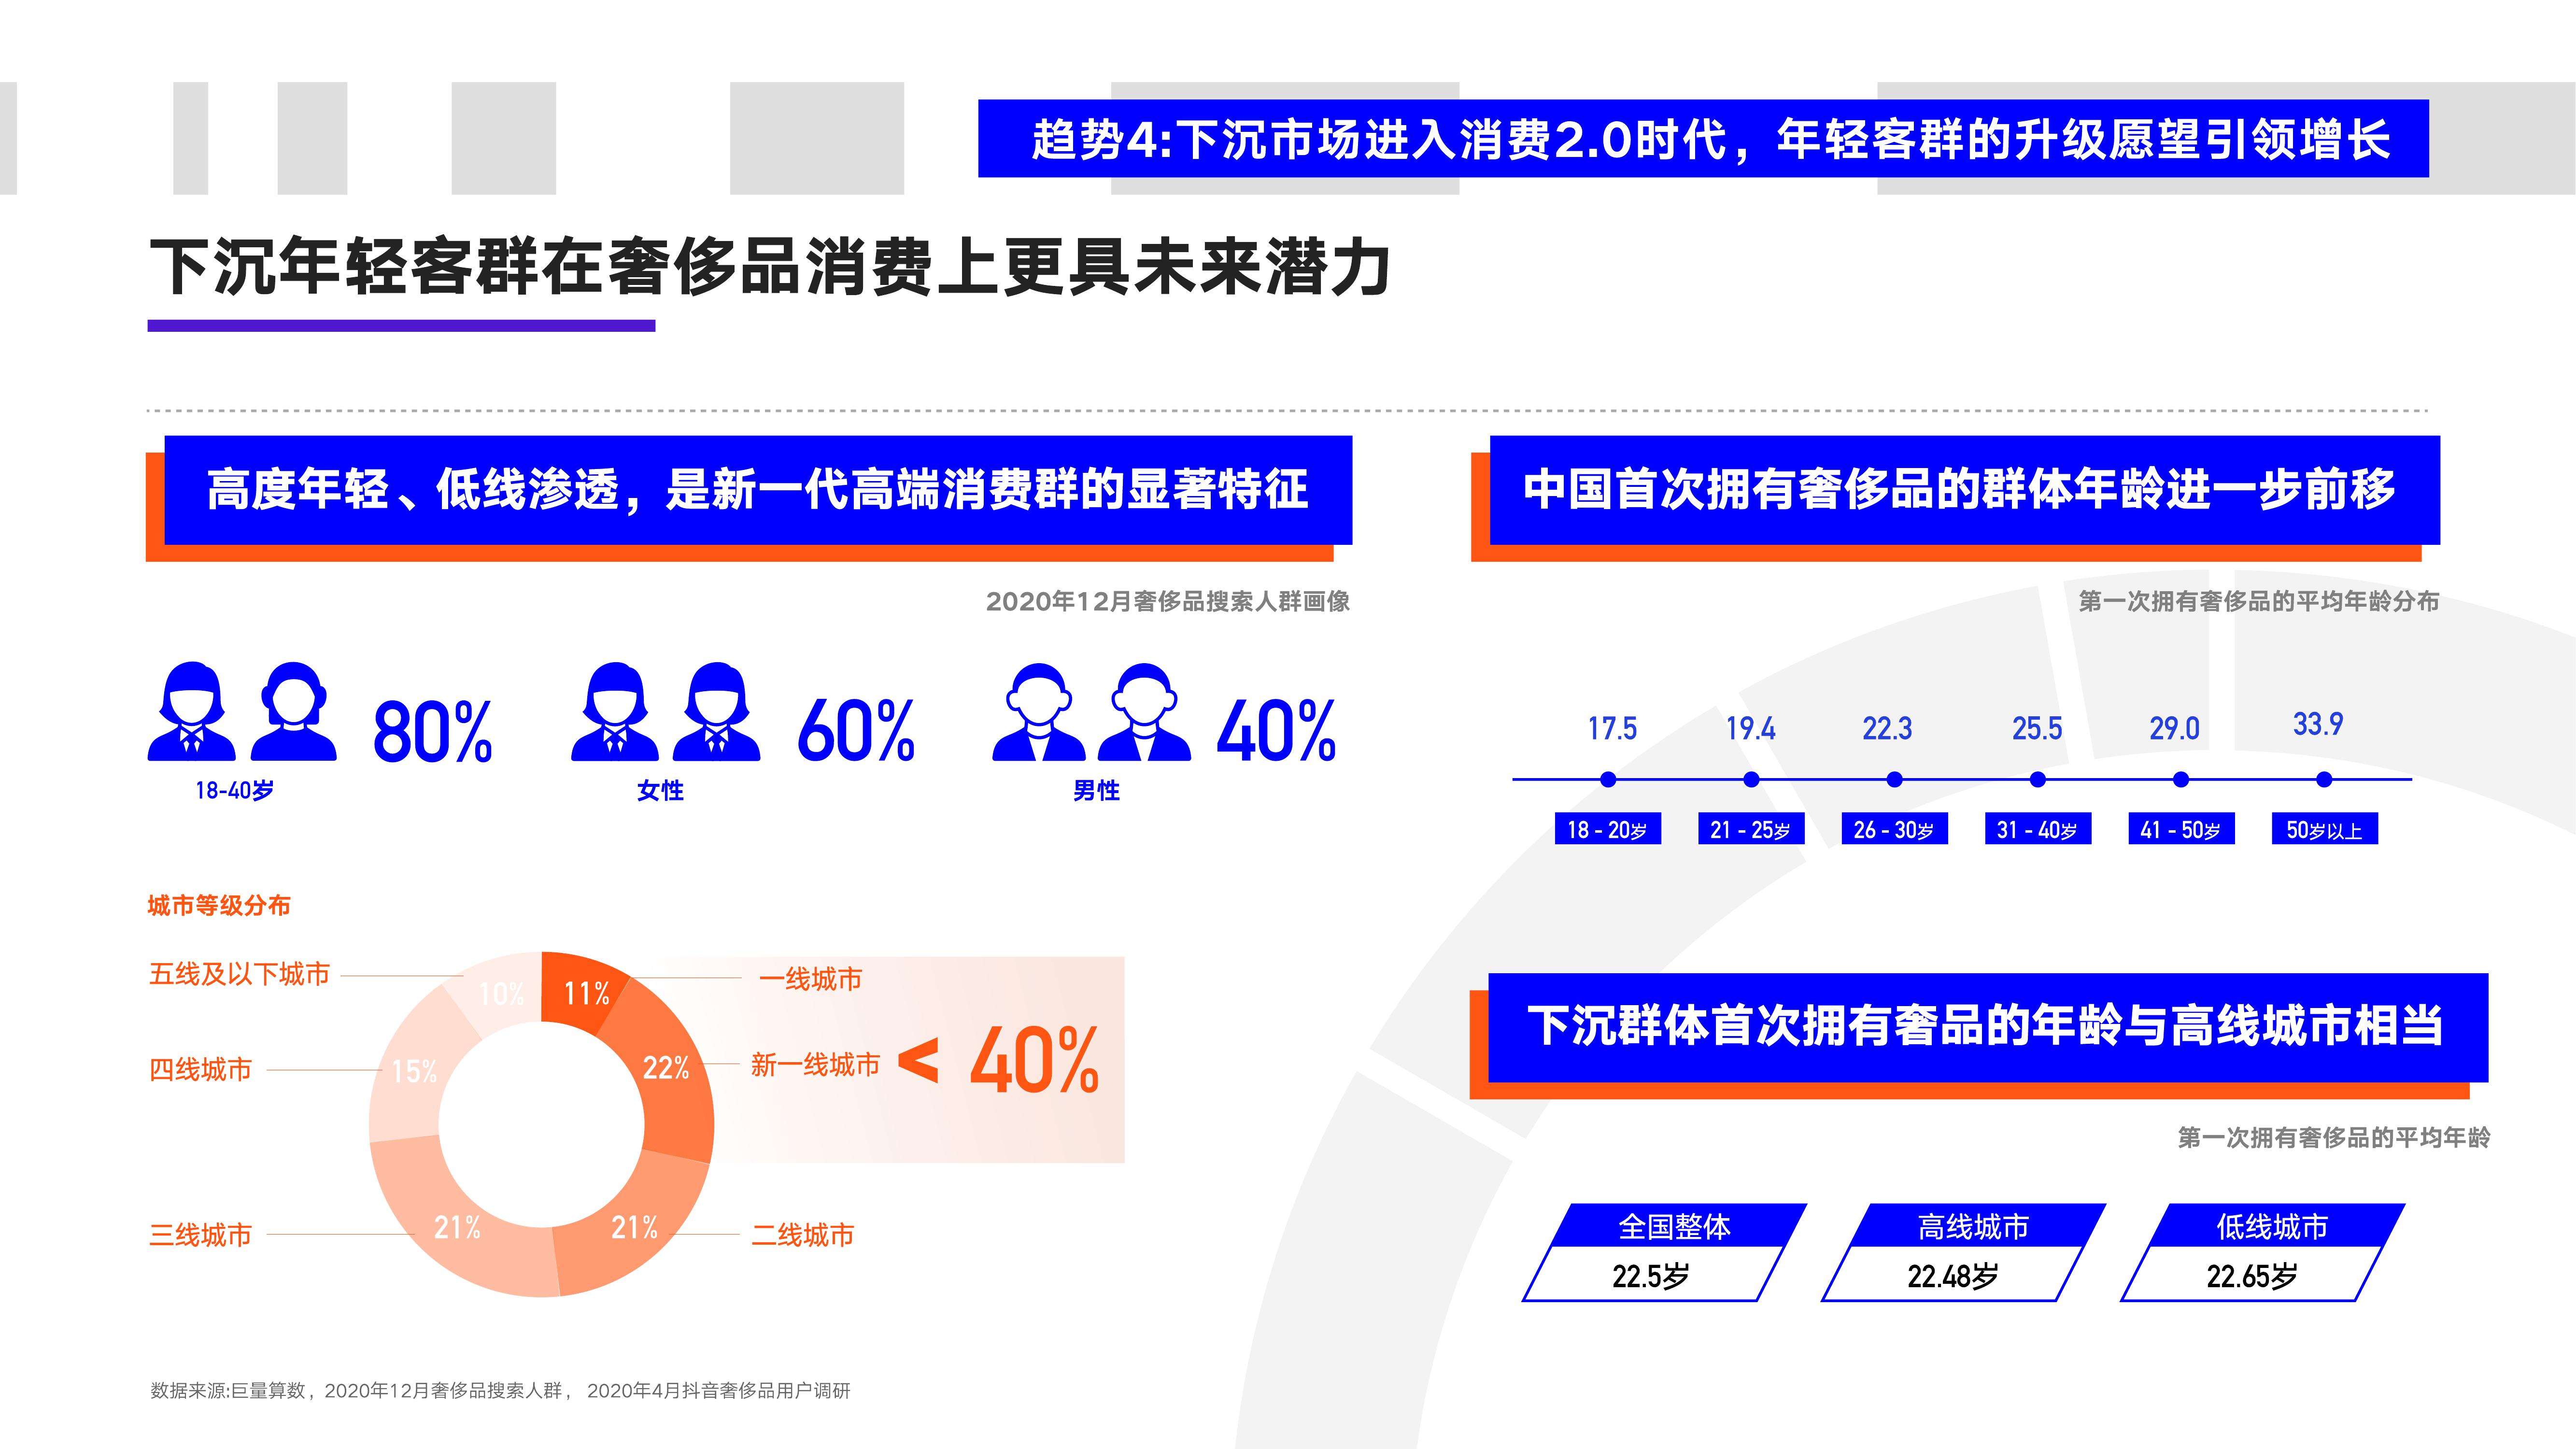 趋势4:下沉市场进入消费2.0时代，年轻客群的升级愿望引领增长
下沉年轻客群在奢侈品消费上更具未来潜力
高度年轻、低线渗透，是新一代高端消费群的显著特征
2020年12月奢侈品搜索人群画像
80%
18-40岁
60%
女性
40%
男性
城市等级分布
五线及以下城市
10%
11%
一线城市
四线城市
15%
22%
新一线城市
< 40%
三线城市
21%
21%
二线城市
中国首次拥有奢侈品的群体年龄进一步前移
第一次拥有奢侈品的平均年龄分布
17.5 19.4 22.3 25.5 29.0 33.9
18 - 20岁 21 - 25岁 26 - 30岁 31 - 40岁 41 - 50岁 50岁以上
下沉群体首次拥有奢品的年龄与高线城市相当
第一次拥有奢侈品的平均年龄
全国整体 高线城市 低线城市
22.5岁 22.48岁 22.65岁
数据来源:巨量算数，2020年12月奢侈品搜索人群， 2020年4月抖音奢侈品用户调研